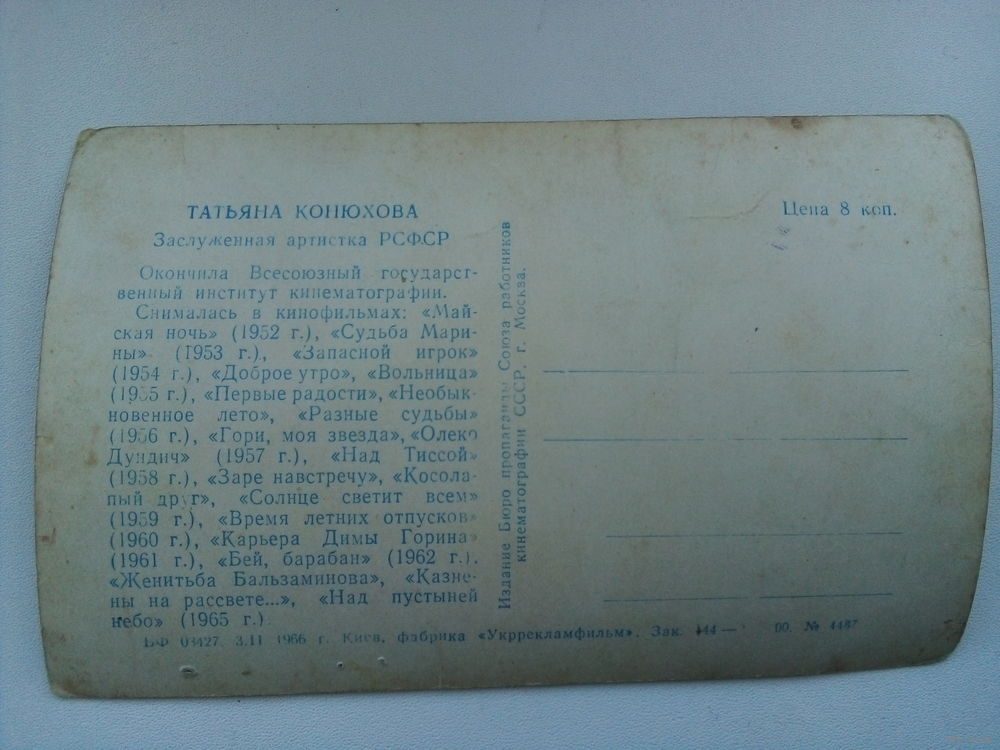 ТАТЬЯНА КОНЮХОВА
Заслуженная артистка РСФСР
Окончила Всесоюзный государст-
венный институт кинематографии.
Снималась в кинофильмах: «Май-
ская ночь» (1952 г.), «Судьба Мари-
ны» (1953 г.), «Запасной игрок»
(1954 г.), «Доброе утро», «Вольница»
(1955 г.), «Первые радости», «Необык-
новенное лето», «Разные судьбы»
(1956 г.), «Гори, моя звезда», «Олеко
Дундич» (1957 г.), «Над Тиссой»
(1958 г.), «Заре навстречу», «Косола-
пый друг», «Солнце светит всем»
(1959 г.), «Время летних отпусков»
(1960 г.), «Карьера Димы Горина»
(1961 г.), «Бей, барабан» (1962 г.),
«Женитьба Бальзаминова», «Казне-
ны на рассвете...», «Над пустыней
небо» (1965 г.)
БФ 03427. 3.II 1966 г. Киев, фабрика «Укррекламфильм». Зак. 00. № 4487
Издание Бюро пропаганды Союза работников
кинематографии СССР, г. Москва.
Цена 8 коп.